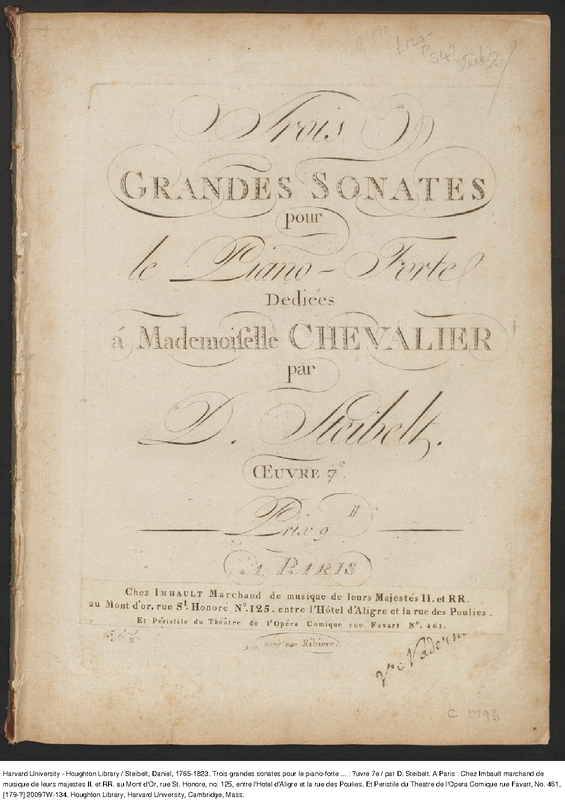 £120-
Trois
GRANDES SONATES
pour
le Piano-Forte
Dediées
á Mademoiselle CHEVALIER
par
D. Steibelt.
ŒUVRE 7e.
Prix 9 ll
A PARIS
Chez IMBAULT Marchand de musique de leurs Majestés II. et RR.
au Mont d'or, rue St. Honoré No. 125. entre l'Hôtel d'Aligre et la rue des Poulies.
Et Péristile du Théâtre de l'Opéra Comique rue Favart No. 461.
par Ribiere
C 1793
Harvard University - Houghton Library / Steibelt, Daniel, 1765-1823. Trois grandes sonates pour le piano-forte ... : ?uvre 7e / par D. Steibelt. A Paris : Chez Imbault marchand de
musique de leurs majestes II. et RR. au Mont d'Or, rue St. Honore, no. 125, entre l'Hotel d'Aligre et la rue des Poulies. Et Peristile du Theatre de l'Opera Comique rue Favart, No. 461,
[179-?] 2009TW-134. Houghton Library, Harvard University, Cambridge, Mass.